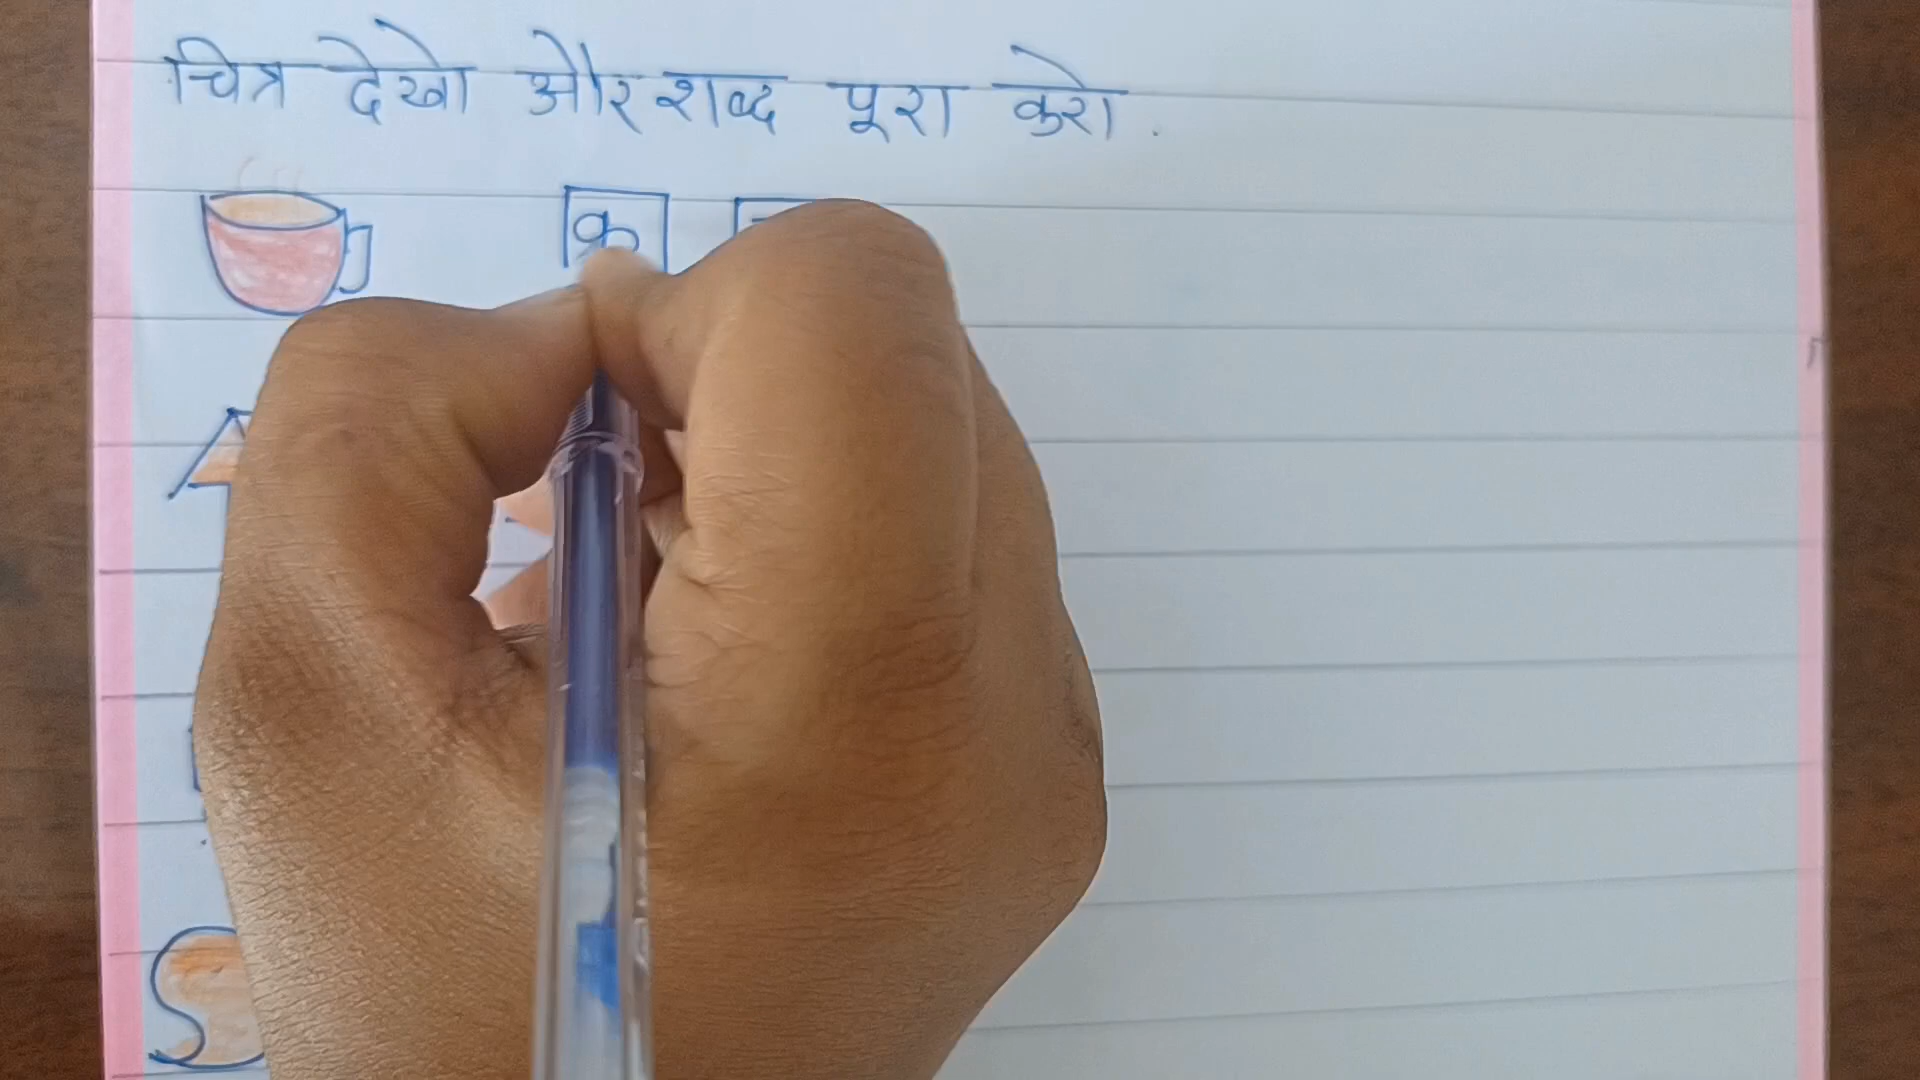 चित्र देखो और शब्द पूरा करो.
क